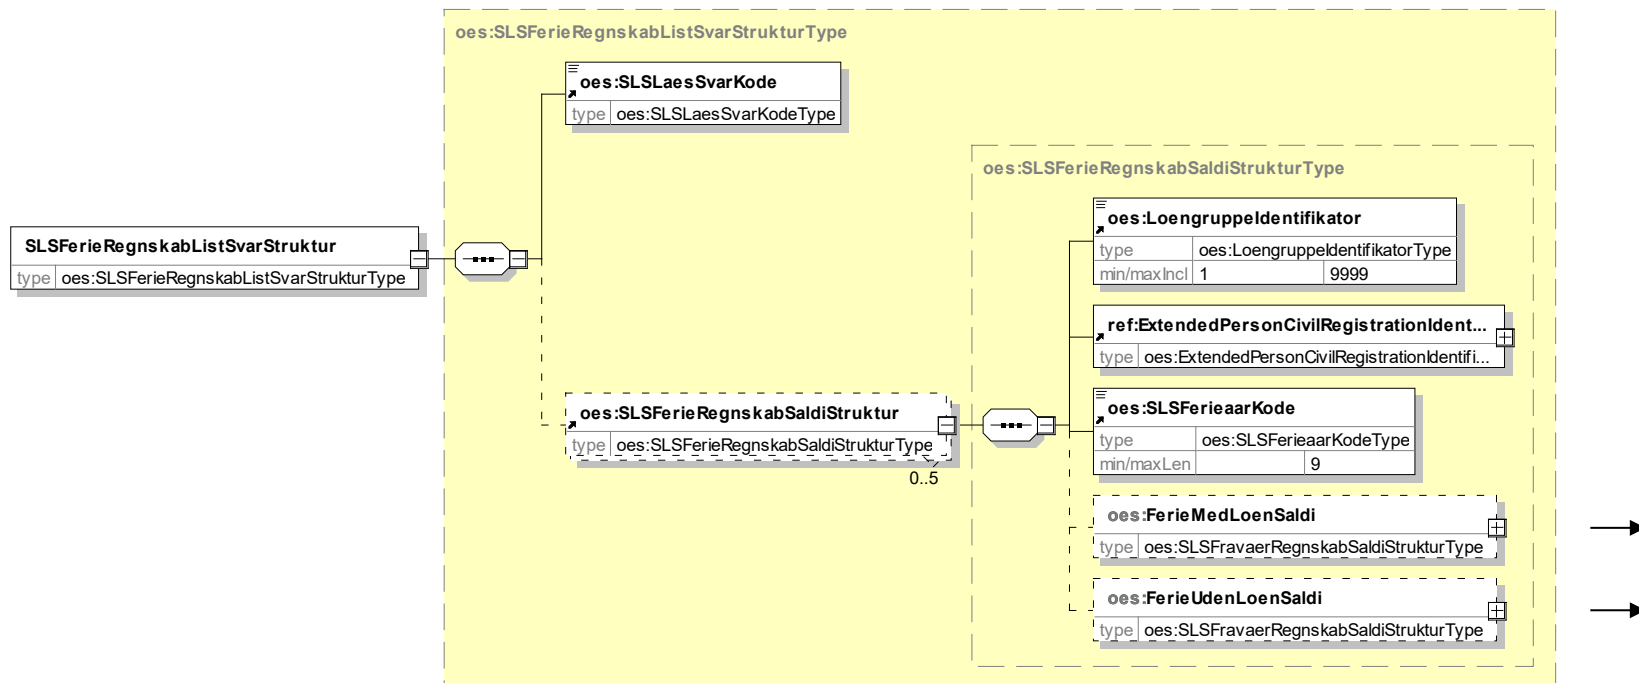 oes:SLSFerieRegnskabListSvarStrukturType
oes:SLSLaesSvarKode
type oes:SLSLaesSvarKodeType
oes:SLSFerieRegnskabSaldiStrukturType
oes:LoengruppeIdentifikator
type oes:LoengruppeIdentifikatorType
min/maxIncl 1 9999
SLSFerieRegnskabListSvarStruktur
type oes:SLSFerieRegnskabListSvarStrukturType
ref:ExtendedPersonCivilRegistrationIdent...
type oes:ExtendedPersonCivilRegistrationIdentifi...
oes:SLSFerieRegnskabSaldiStruktur
type oes:SLSFerieRegnskabSaldiStrukturType
0..5
oes:SLSFerieaarKode
type oes:SLSFerieaarKodeType
min/maxLen 9
oes:FerieMedLoenSaldi
type oes:SLSFravaerRegnskabSaldiStrukturType
oes:FerieUdenLoenSaldi
type oes:SLSFravaerRegnskabSaldiStrukturType